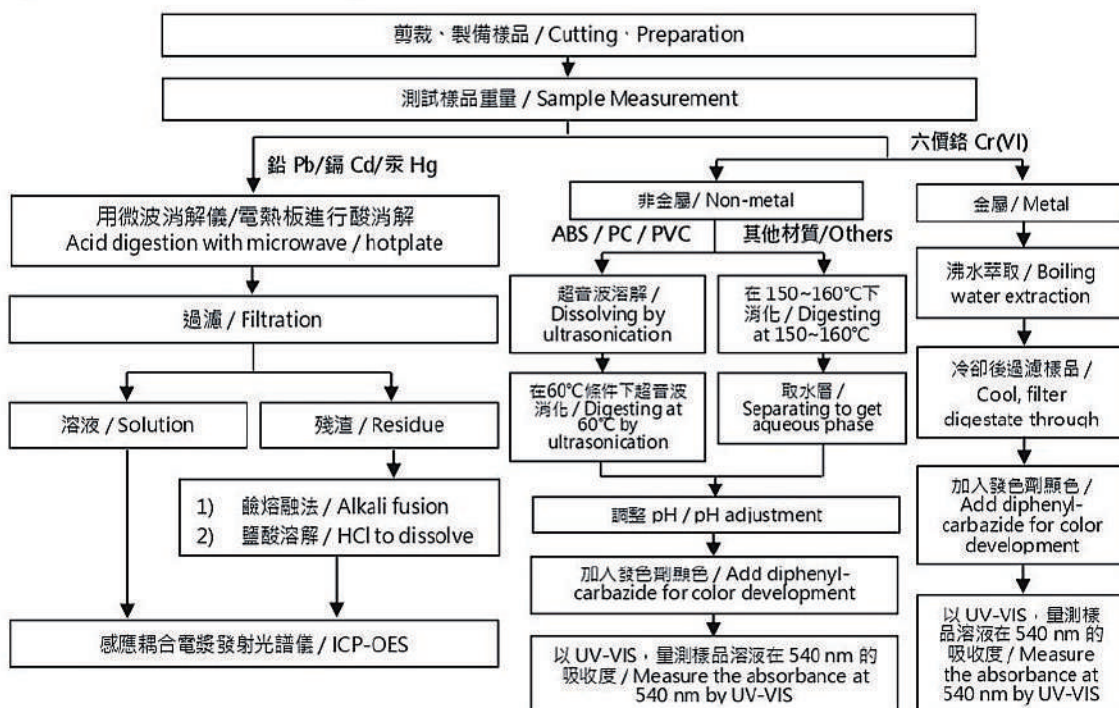 剪裁、製備樣品 / Cutting、Preparation
測試樣品重量 / Sample Measurement
鉛 Pb/鎘 Cd/汞 Hg
六價鉻 Cr(VI)
用微波消解儀/電熱板進行酸消解
Acid digestion with microwave / hotplate
過濾 / Filtration
溶液 / Solution
殘渣 / Residue
1) 鹼熔融法 / Alkali fusion
2) 鹽酸溶解 / HCl to dissolve
感應耦合電漿發射光譜儀 / ICP-OES
非金屬 / Non-metal
ABS / PC / PVC
其他材質/Others
超音波溶解 /
Dissolving by
ultrasonication
在 150~160℃下
消化 / Digesting
at 150~160℃
在60℃條件下超音波
消化 / Digesting at
60℃ by
ultrasonication
取水層 /
Separating to get
aqueous phase
調整 pH / pH adjustment
加入發色劑顯色 / Add diphenyl-
carbazide for color development
以 UV-VIS，量測樣品溶液在 540 nm 的
吸收度 / Measure the absorbance at
540 nm by UV-VIS
金屬 / Metal
沸水萃取 / Boiling
water extraction
冷卻後過濾樣品 /
Cool, filter
digestate through
加入發色劑顯色 /
Add diphenyl-
carbazide for color
development
以 UV-VIS，量測樣
品溶液在 540 nm 的
吸收度 / Measure
the absorbance at
540 nm by UV-VIS